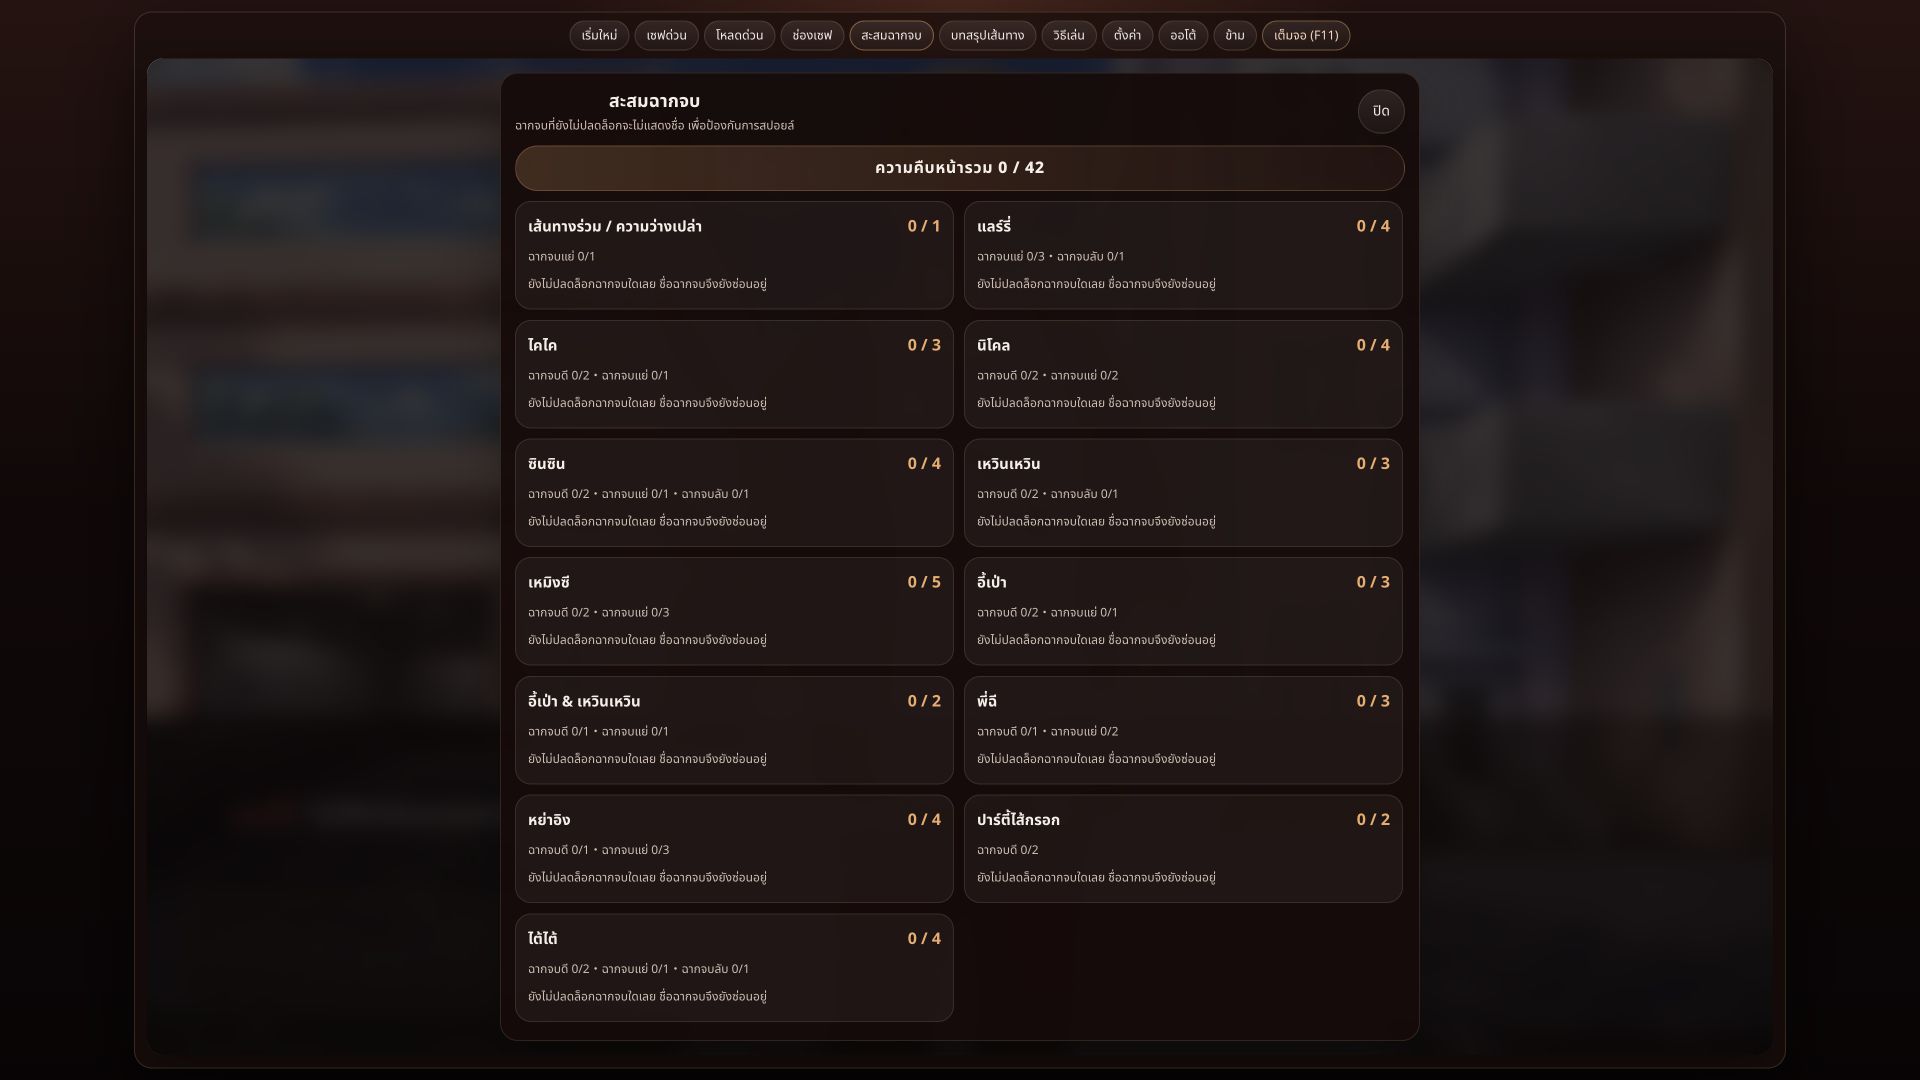 เริ่มใหม่ เซฟด่วน โหลดด่วน ช่องเซฟ สะสมฉากจบ บทสรุปเส้นทาง วิธีเล่น ตั้งค่า ออโต้ ข้าม เต็มจอ (F11)
สะสมฉากจบ
ฉากจบที่ยังไม่ปลดล็อกจะไม่แสดงชื่อ เพื่อป้องกันการสปอยล์
ปิด
ความคืบหน้ารวม 0 / 42
เส้นทางร่วม / ความว่างเปล่า 0 / 1
ฉากจบแย่ 0/1
ยังไม่ปลดล็อกฉากจบใดเลย ชื่อฉากจบจึงยังซ่อนอยู่
แลร์รี่ 0 / 4
ฉากจบแย่ 0/3 • ฉากจบลับ 0/1
ยังไม่ปลดล็อกฉากจบใดเลย ชื่อฉากจบจึงยังซ่อนอยู่
ไคไค 0 / 3
ฉากจบดี 0/2 • ฉากจบแย่ 0/1
ยังไม่ปลดล็อกฉากจบใดเลย ชื่อฉากจบจึงยังซ่อนอยู่
นิโคล 0 / 4
ฉากจบดี 0/2 • ฉากจบแย่ 0/2
ยังไม่ปลดล็อกฉากจบใดเลย ชื่อฉากจบจึงยังซ่อนอยู่
ซินซิน 0 / 4
ฉากจบดี 0/2 • ฉากจบแย่ 0/1 • ฉากจบลับ 0/1
ยังไม่ปลดล็อกฉากจบใดเลย ชื่อฉากจบจึงยังซ่อนอยู่
เหวินเหวิน 0 / 3
ฉากจบดี 0/2 • ฉากจบลับ 0/1
ยังไม่ปลดล็อกฉากจบใดเลย ชื่อฉากจบจึงยังซ่อนอยู่
เหมิงซี 0 / 5
ฉากจบดี 0/2 • ฉากจบแย่ 0/3
ยังไม่ปลดล็อกฉากจบใดเลย ชื่อฉากจบจึงยังซ่อนอยู่
อี้เป่า 0 / 3
ฉากจบดี 0/2 • ฉากจบแย่ 0/1
ยังไม่ปลดล็อกฉากจบใดเลย ชื่อฉากจบจึงยังซ่อนอยู่
อี้เป่า & เหวินเหวิน 0 / 2
ฉากจบดี 0/1 • ฉากจบแย่ 0/1
ยังไม่ปลดล็อกฉากจบใดเลย ชื่อฉากจบจึงยังซ่อนอยู่
พี่ฉี 0 / 3
ฉากจบดี 0/1 • ฉากจบแย่ 0/2
ยังไม่ปลดล็อกฉากจบใดเลย ชื่อฉากจบจึงยังซ่อนอยู่
หย่าอิง 0 / 4
ฉากจบดี 0/1 • ฉากจบแย่ 0/3
ยังไม่ปลดล็อกฉากจบใดเลย ชื่อฉากจบจึงยังซ่อนอยู่
ปาร์ตี้ไส้กรอก 0 / 2
ฉากจบดี 0/2
ยังไม่ปลดล็อกฉากจบใดเลย ชื่อฉากจบจึงยังซ่อนอยู่
ไต้ไต้ 0 / 4
ฉากจบดี 0/2 • ฉากจบแย่ 0/1 • ฉากจบลับ 0/1
ยังไม่ปลดล็อกฉากจบใดเลย ชื่อฉากจบจึงยังซ่อนอยู่